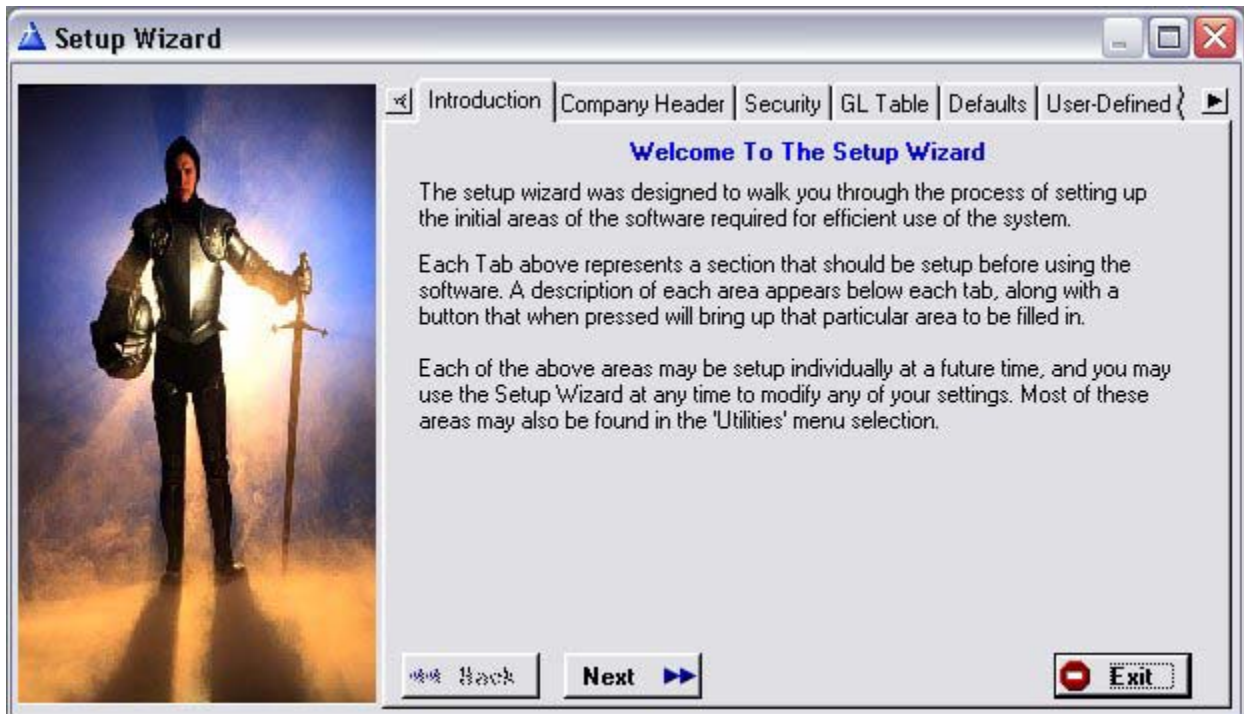 Setup Wizard
Introduction
Company Header
Security
GL Table
Defaults
User-Defined
Welcome To The Setup Wizard
The setup wizard was designed to walk you through the process of setting up
the initial areas of the software required for efficient use of the system.
Each Tab above represents a section that should be setup before using the
software. A description of each area appears below each tab, along with a
button that when pressed will bring up that particular area to be filled in.
Each of the above areas may be setup individually at a future time, and you may
use the Setup Wizard at any time to modify any of your settings. Most of these
areas may also be found in the 'Utilities' menu selection.
Back
Next
Exit